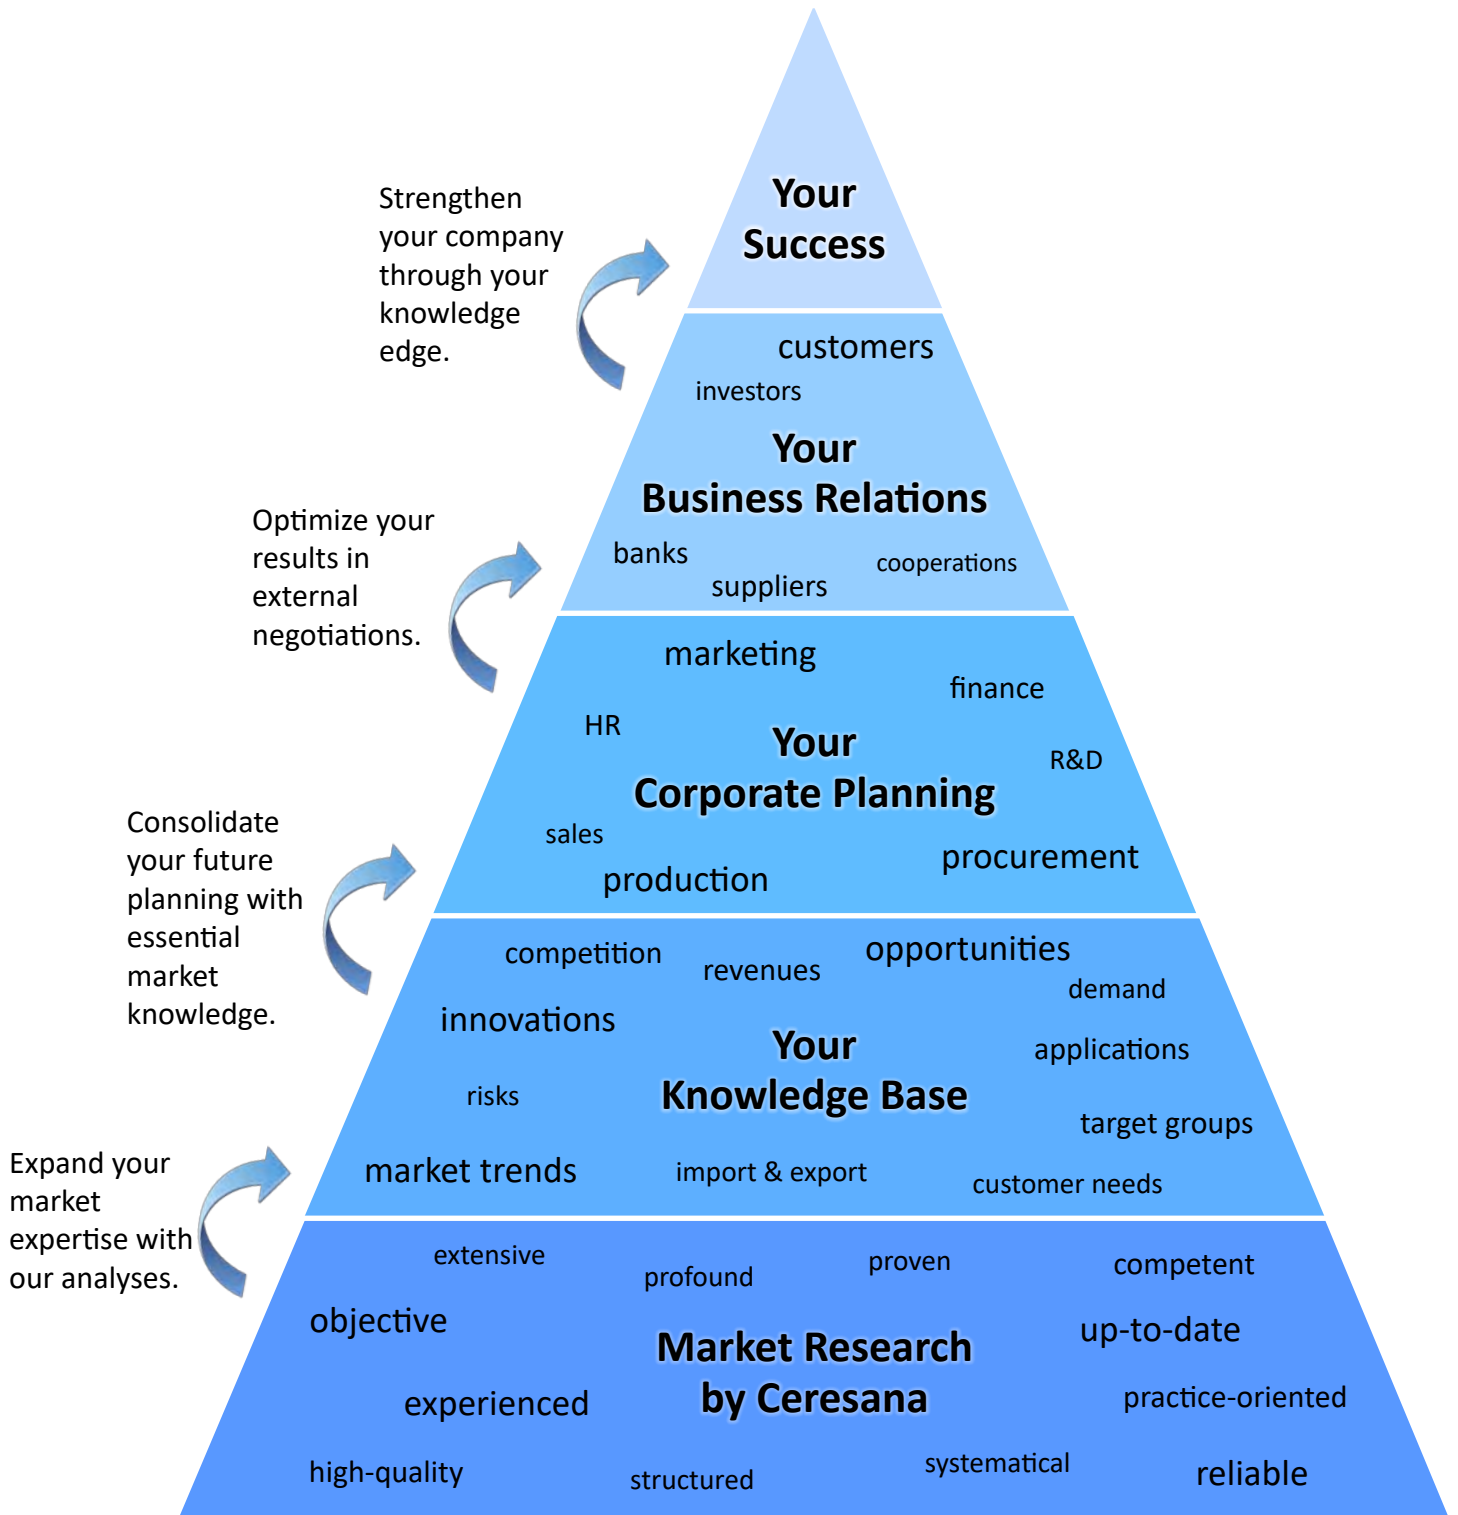 Your
Success
Strengthen
your company
through your
knowledge
edge.
customers
investors
Your
Business Relations
banks
suppliers
cooperations
Optimize your
results in
external
negotiations.
marketing
finance
HR
Your
Corporate Planning
R&D
sales
production
procurement
Consolidate
your future
planning with
essential
market
knowledge.
competition
revenues
opportunities
demand
innovations
Your
Knowledge Base
applications
risks
target groups
market trends
import & export
customer needs
Expand your
market
expertise with
our analyses.
extensive
profound
proven
competent
objective
Market Research
by Ceresana
up-to-date
experienced
practice-oriented
high-quality
structured
systematical
reliable